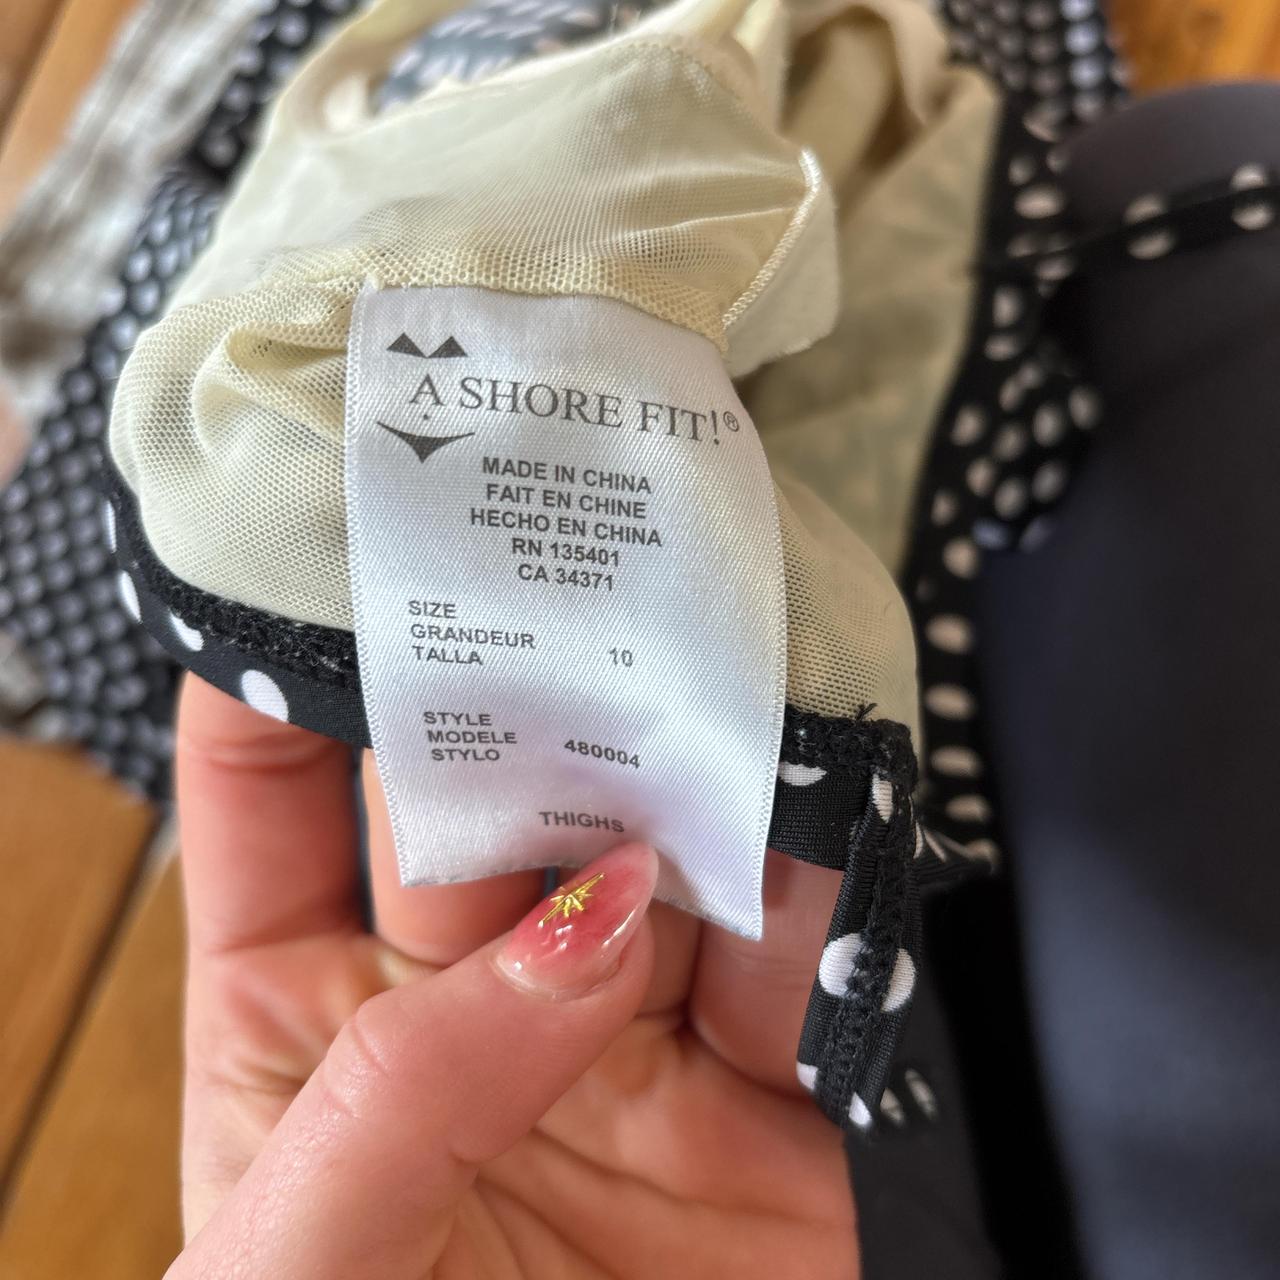 A SHORE FIT!®
MADE IN CHINA
FAIT EN CHINE
HECHO EN CHINA
RN 135401
CA 34371
SIZE
GRANDEUR
TALLA 10
STYLE
MODELE
STYLO 480004
THIGHS